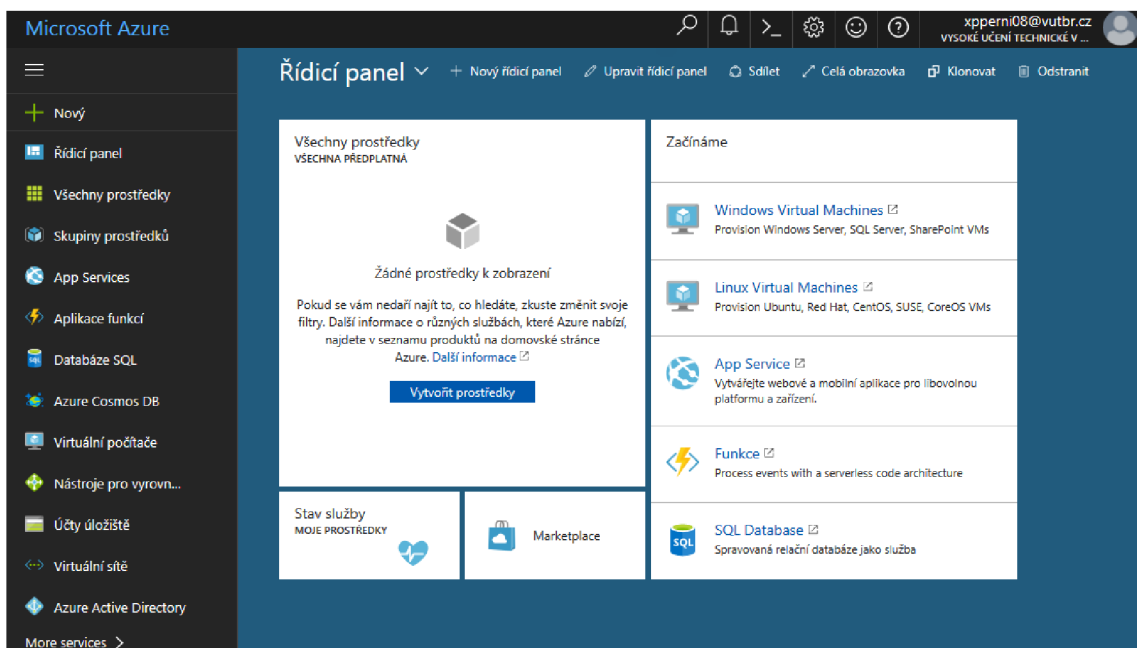 Microsoft Azure
xpperni08@vutbr.cz
VYSOKÉ UČENÍ TECHNICKÉ V ...
Řídicí panel
+ Nový řídicí panel
Upravit řídicí panel
Sdílet
Celá obrazovka
Klonovat
Odstranit
Nový
Řídicí panel
Všechny prostředky
Skupiny prostředků
App Services
Aplikace funkcí
Databáze SQL
Azure Cosmos DB
Virtuální počítače
Nástroje pro vyrovn...
Účty úložiště
Virtuální sítě
Azure Active Directory
More services >
Všechny prostředky
VŠECHNA PŘEDPLATNÁ
Žádné prostředky k zobrazení
Pokud se vám nedaří najít to, co hledáte, zkuste změnit svoje
filtry. Další informace o různých službách, které Azure nabízí,
najdete v seznamu produktů na domovské stránce
Azure. Další informace
Vytvořit prostředky
Stav služby
MOJE PROSTŘEDKY
Marketplace
Začínáme
Windows Virtual Machines
Provision Windows Server, SQL Server, SharePoint VMs
Linux Virtual Machines
Provision Ubuntu, Red Hat, CentOS, SUSE, CoreOS VMs
App Service
Vytvářejte webové a mobilní aplikace pro libovolnou
platformu a zařízení.
Funkce
Process events with a serverless code architecture
SQL
SQL Database
Spravovaná relační databáze jako služba